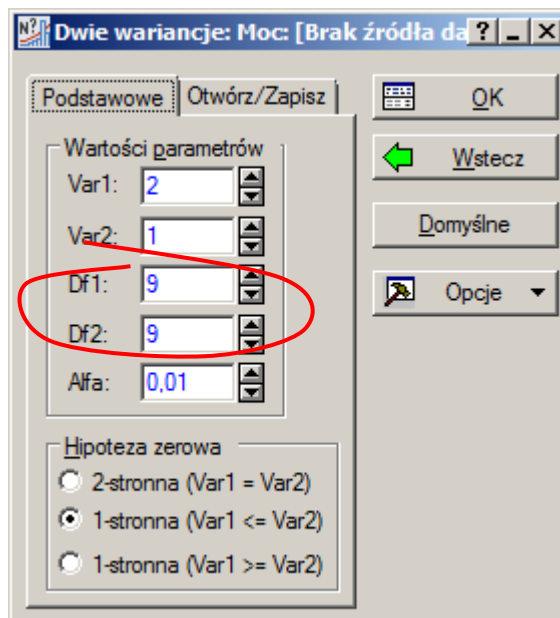 Dwie wariancje: Moc: [Brak źródła da
Podstawowe Otwórz/Zapisz
OK
Wartości parametrów
Wstecz
Var1: 2
Var2: 1
Domyślne
Df1: 9
Opcje
Df2: 9
Alfa: 0,01
Hipoteza zerowa
2-stronna (Var1 = Var2)
1-stronna (Var1 <= Var2)
1-stronna (Var1 >= Var2)